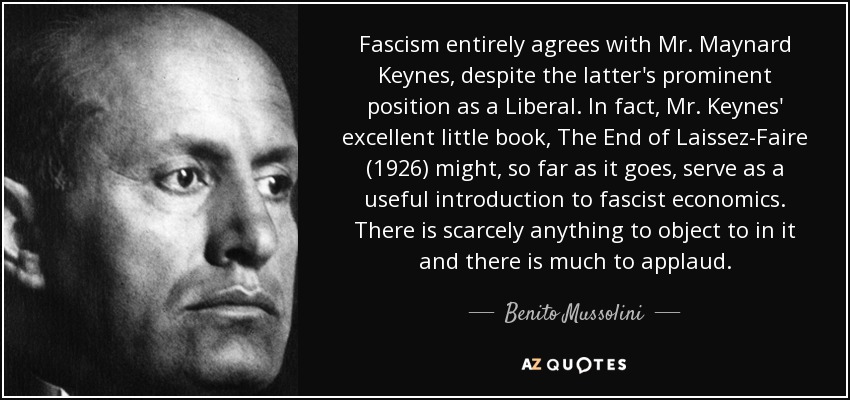 Fascism entirely agrees with Mr. Maynard
Keynes, despite the latter's prominent
position as a Liberal. In fact, Mr. Keynes'
excellent little book, The End of Laissez-Faire
(1926) might, so far as it goes, serve as a
useful introduction to fascist economics.
There is scarcely anything to object to in it
and there is much to applaud.
Benito Mussolini
AZ QUOTES